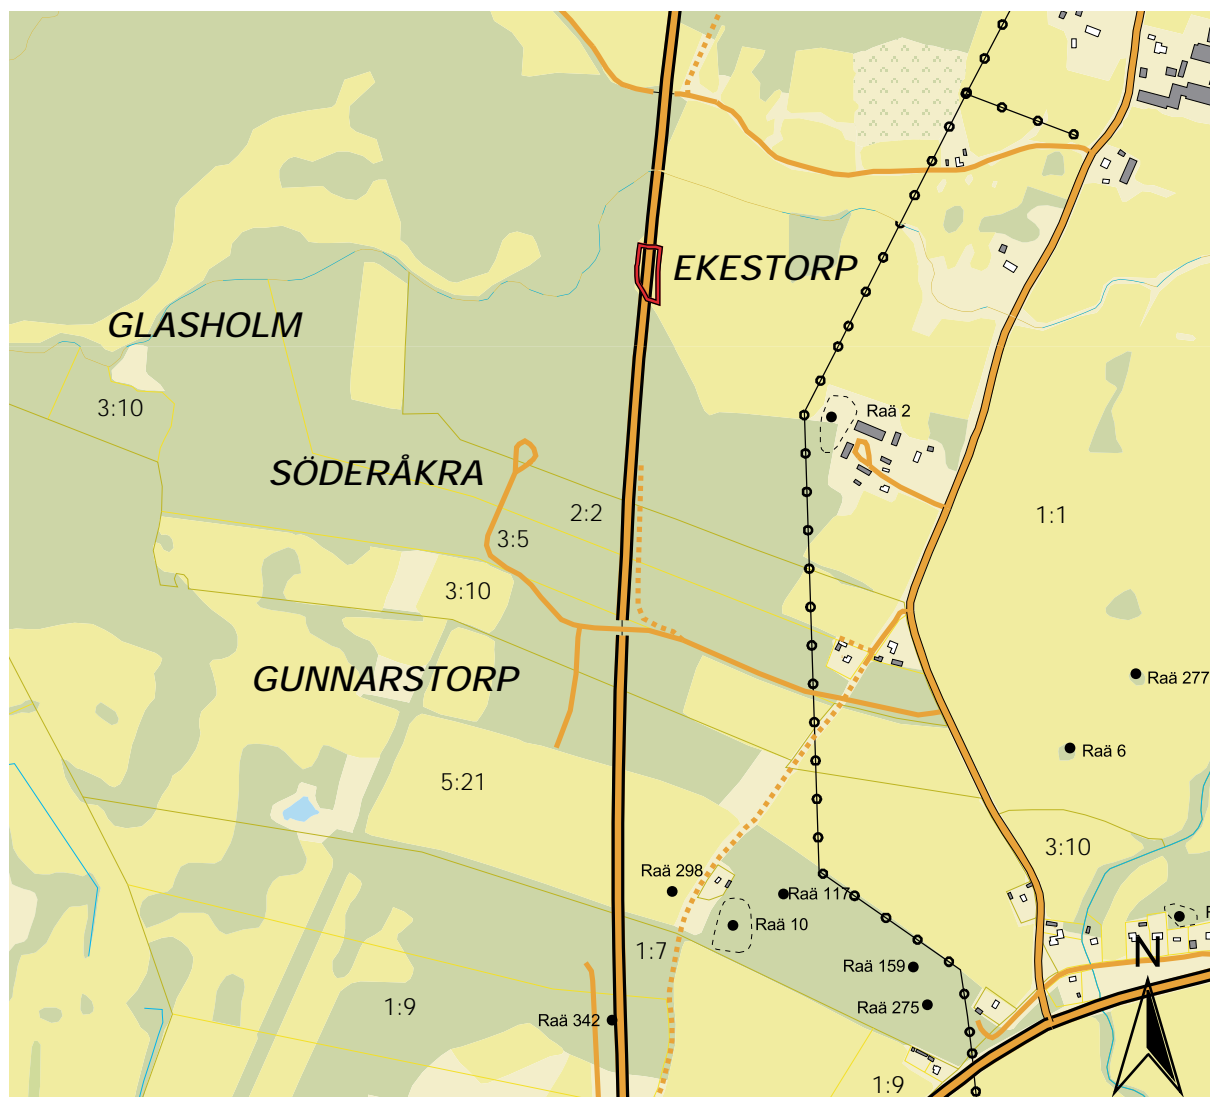 EKESTORP
GLASHOLM
3:10
Raä 2
SÖDERÅKRA
2:2
1:1
3:5
3:10
GUNNARSTORP
Raä 277
Raä 6
5:21
3:10
Raä 298
Raä 117
Raä 10
R
1:7
N
Raä 159
1:9
Raä 275
Raä 342
1:9